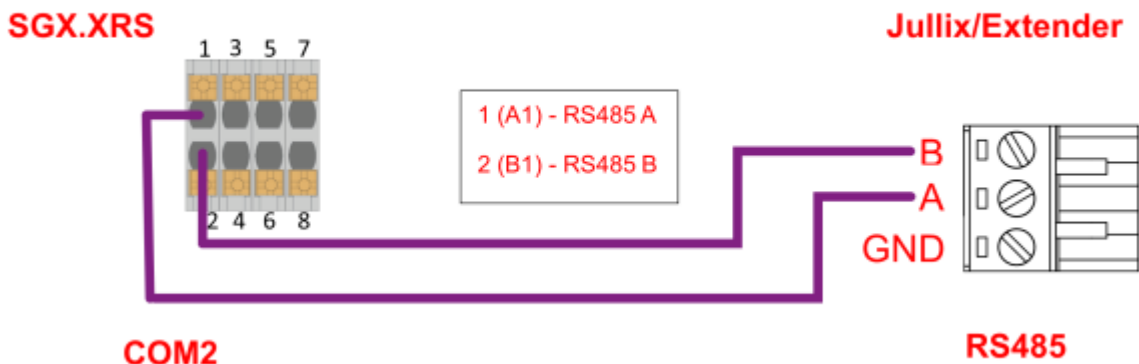 SGX.XRS
Jullix/Extender
1 3 5 7
1 (A1) - RS485 A
2 (B1) - RS485 B
B
A
GND
2 4 6 8
COM2
RS485